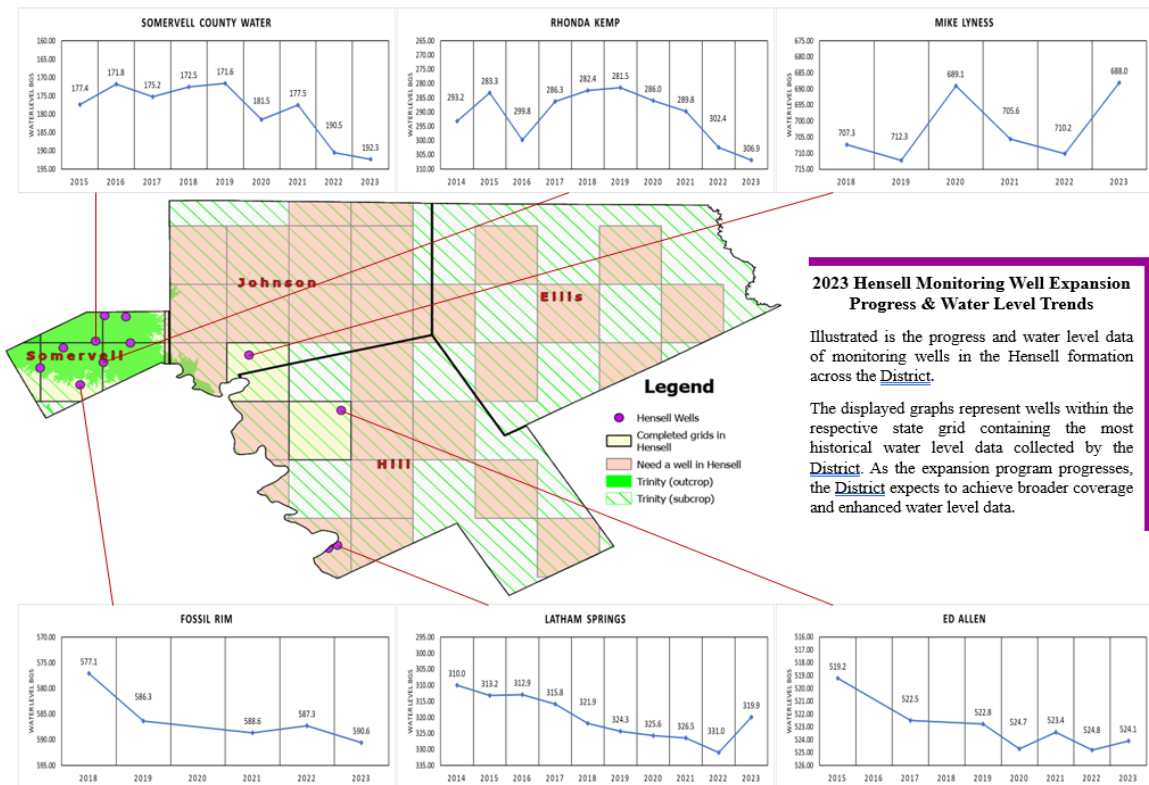 SOMERVELL COUNTY WATER
WATER LEVEL BGS
160.00
165.00
170.00
175.00
180.00
185.00
190.00
195.00
177.4
171.8
175.2
172.5
171.6
181.5
177.5
190.5
192.3
2015 2016 2017 2018 2019 2020 2021 2022 2023
RHONDA KEMP
WATER LEVEL BGS
265.00
270.00
275.00
280.00
285.00
290.00
295.00
300.00
305.00
310.00
293.2
283.3
299.8
286.3
282.4
281.5
286.0
289.8
302.4
306.9
2014 2015 2016 2017 2018 2019 2020 2021 2022 2023
MIKE LYNESS
WATER LEVEL BGS
675.00
680.00
685.00
690.00
695.00
700.00
705.00
710.00
715.00
707.3
712.3
689.1
705.6
710.2
688.0
2018 2019 2020 2021 2022 2023
Johnson
Ellis
Somervell
Hill
Legend
Hensell Wells
Completed grids in
Hensell
Need a well in Hensell
Trinity (outcrop)
Trinity (subcrop)
2023 Hensell Monitoring Well Expansion
Progress & Water Level Trends
Illustrated is the progress and water level data
of monitoring wells in the Hensell formation
across the District.
The displayed graphs represent wells within the
respective state grid containing the most
historical water level data collected by the
District. As the expansion program progresses,
the District expects to achieve broader coverage
and enhanced water level data.
FOSSIL RIM
WATER LEVEL BGS
570.00
575.00
580.00
585.00
590.00
595.00
577.1
586.3
588.6
587.3
590.6
2018 2019 2020 2021 2022 2023
LATHAM SPRINGS
WATER LEVEL BGS
295.00
300.00
305.00
310.00
315.00
320.00
325.00
330.00
335.00
310.0
313.2
312.9
315.8
321.9
324.3
325.6
326.5
331.0
319.9
2014 2015 2016 2017 2018 2019 2020 2021 2022 2023
ED ALLEN
WATER LEVEL BGS
516.00
517.00
518.00
519.00
520.00
521.00
522.00
523.00
524.00
525.00
526.00
519.2
522.5
522.8
524.7
523.4
524.8
524.1
2015 2016 2017 2018 2019 2020 2021 2022 2023